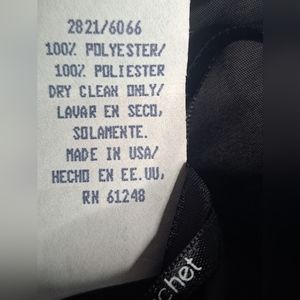 2821/6066
100% POLYESTER/
100% POLIESTER
DRY CLEAN ONLY/
LAVAR EN SECO,
SOLAMENTE.
MADE IN USA/
HECHO EN EE.UU,
RN 61248
chet